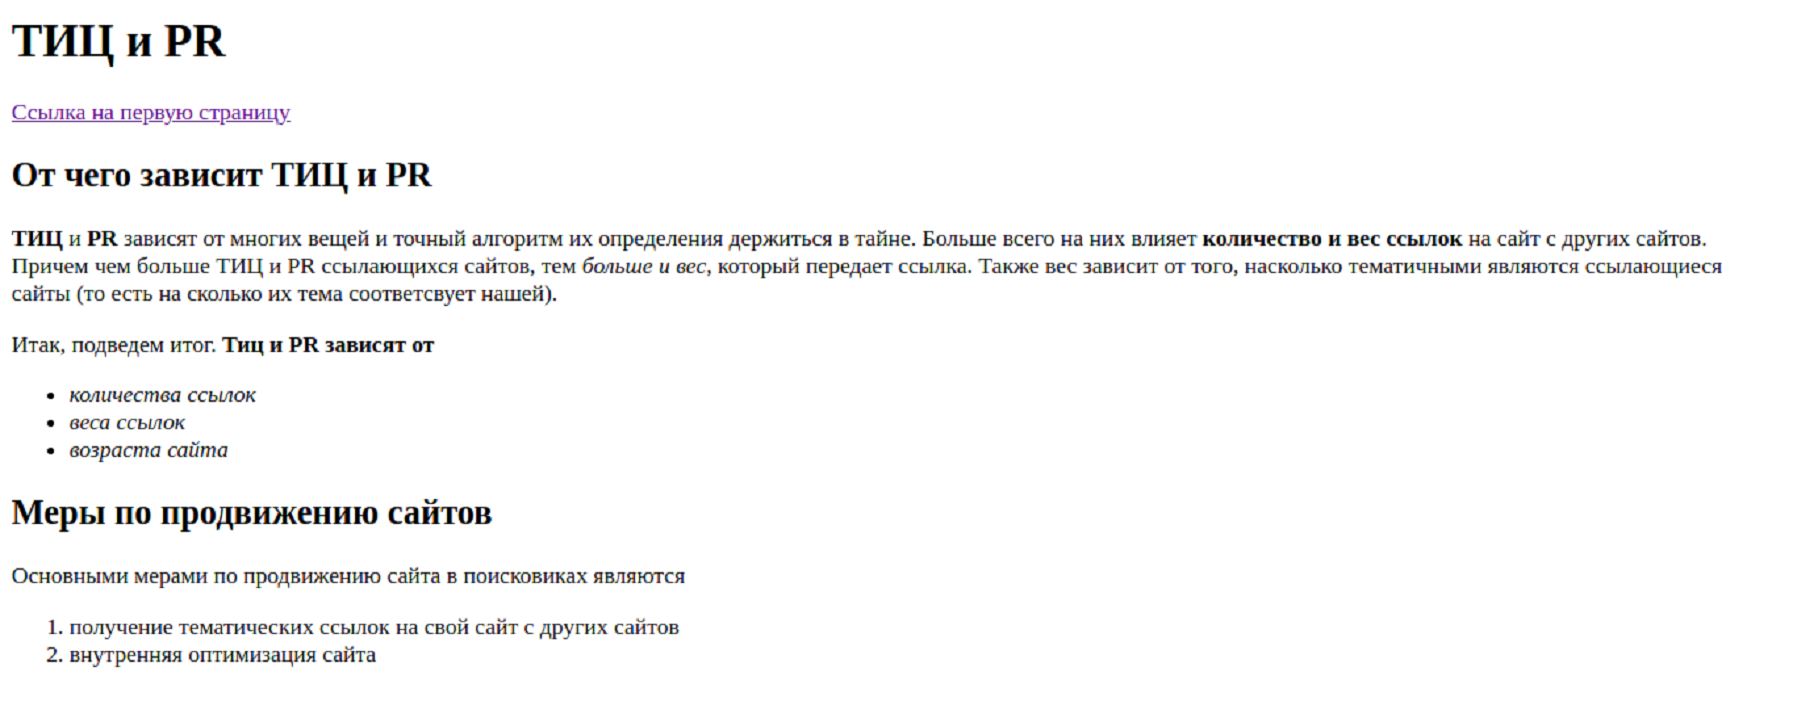 ТИЦ и PR
Ссылка на первую страницу
От чего зависит ТИЦ и PR
ТИЦ и PR зависят от многих вещей и точный алгоритм их определения держиться в тайне. Больше всего на них влияет количество и вес ссылок на сайт с других сайтов.
Причем чем больше ТИЦ и PR ссылающихся сайтов, тем больше и вес, который передает ссылка. Также вес зависит от того, насколько тематичными являются ссылающиеся
сайты (то есть на сколько их тема соответсвует нашей).
Итак, подведем итог. Тиц и PR зависят от
• количества ссылок
• веса ссылок
• возраста сайта
Меры по продвижению сайтов
Основными мерами по продвижению сайта в поисковиках являются
1. получение тематических ссылок на свой сайт с других сайтов
2. внутренняя оптимизация сайта